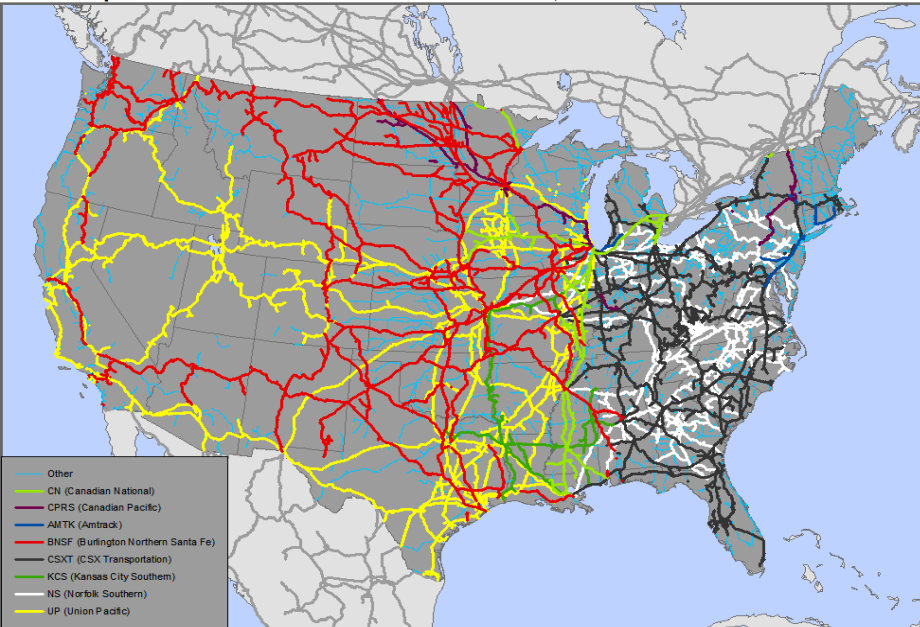 Other
CN (Canadian National)
CPRS (Canadian Pacific)
AMTK (Amtrack)
BNSF (Burlington Northern Santa Fe)
CSXT (CSX Transportation)
KCS (Kansas City Southern)
NS (Norfolk Southern)
UP (Union Pacific)